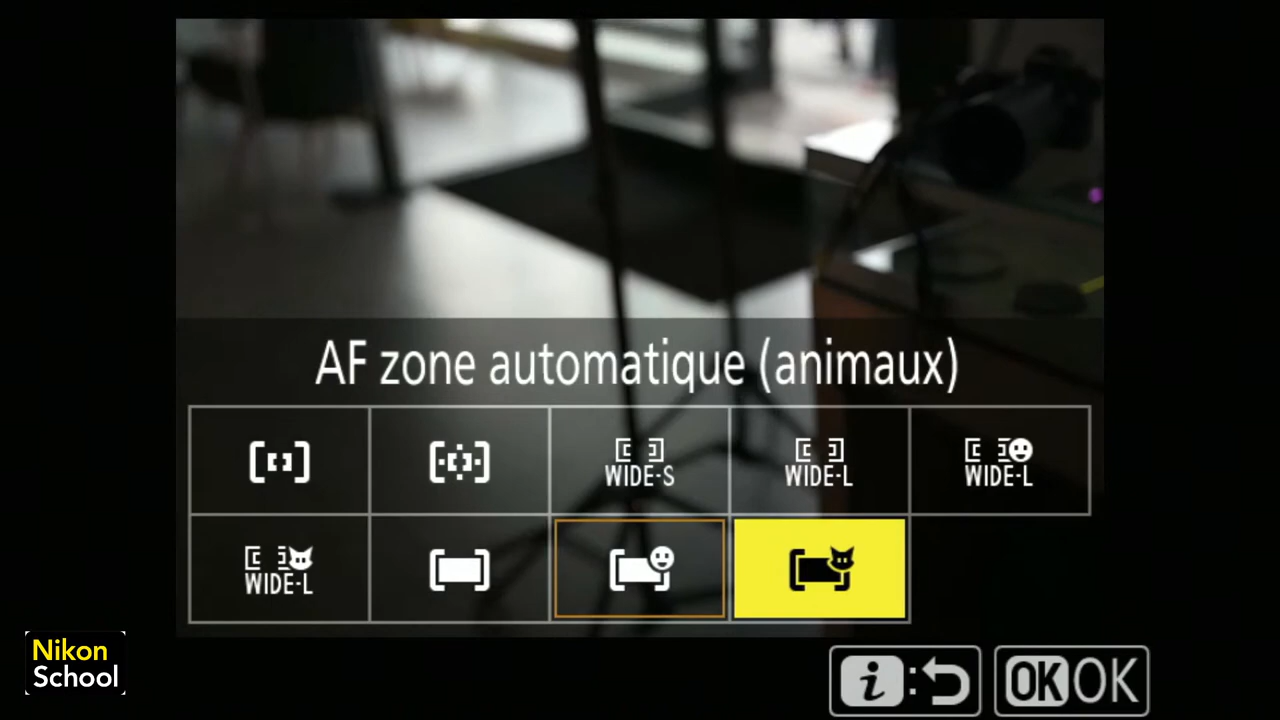 AF zone automatique (animaux)
WIDE-S
WIDE-L
WIDE-L
WIDE-L
Nikon
School
i:
OK OK